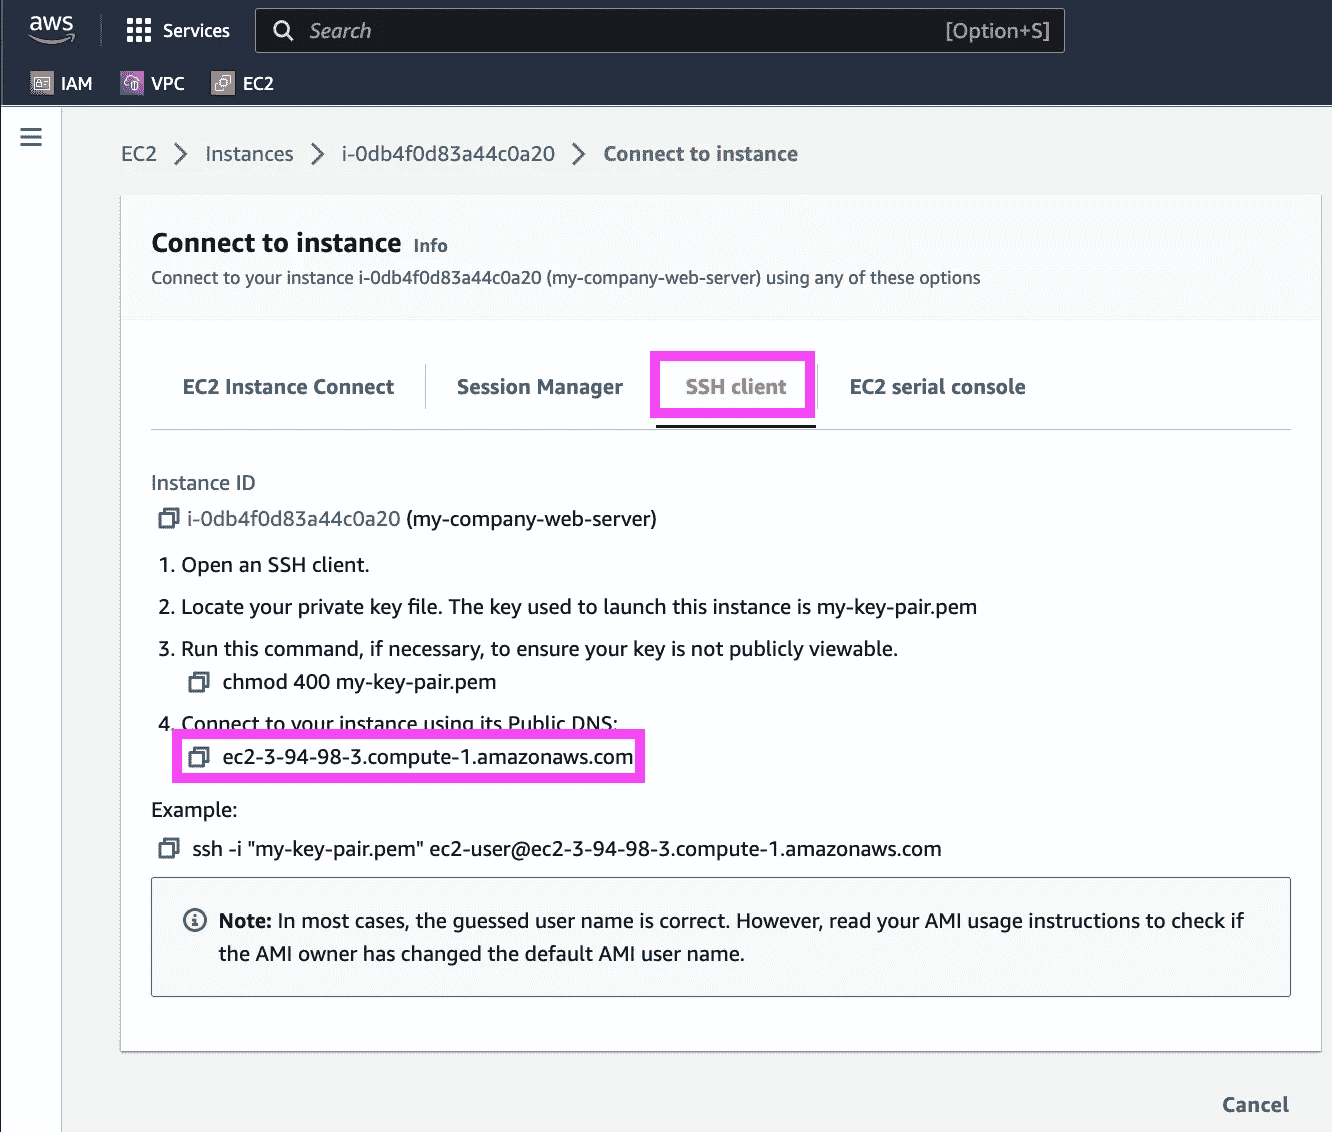 aws
Services
Search
[Option+S]
IAM
VPC
EC2
EC2 > Instances > i-0db4f0d83a44c0a20 > Connect to instance
Connect to instance Info
Connect to your instance i-0db4f0d83a44c0a20 (my-company-web-server) using any of these options
EC2 Instance Connect
Session Manager
SSH client
EC2 serial console
Instance ID
i-0db4f0d83a44c0a20 (my-company-web-server)
1. Open an SSH client.
2. Locate your private key file. The key used to launch this instance is my-key-pair.pem
3. Run this command, if necessary, to ensure your key is not publicly viewable.
chmod 400 my-key-pair.pem
4. Connect to your instance using its Public DNS:
ec2-3-94-98-3.compute-1.amazonaws.com
Example:
ssh -i "my-key-pair.pem" ec2-user@ec2-3-94-98-3.compute-1.amazonaws.com
Note: In most cases, the guessed user name is correct. However, read your AMI usage instructions to check if
the AMI owner has changed the default AMI user name.
Cancel